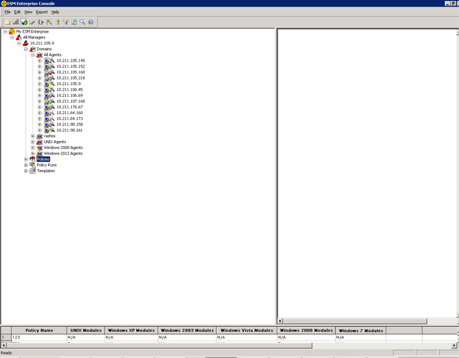 ESM Enterprise Console
File Edit View Report Help
My ESM Enterprise
All Managers
10.211.105.9
Domains
All Agents
10.211.105.145
10.211.105.152
10.211.105.168
10.211.105.218
10.211.105.9
10.211.106.45
10.211.106.69
10.211.107.168
10.211.176.67
10.211.64.160
10.211.64.173
10.211.98.158
10.211.98.161
UNIX Agents
Windows 2008 Agents
Windows 2012 Agents
Policies
Policy Runs
Templates
Policy Name UNIX Modules Windows XP Modules Windows 2003 Modules Windows Vista Modules Windows 2008 Modules Windows 7 Modules
1 123 N/A N/A N/A N/A N/A N/A
Ready